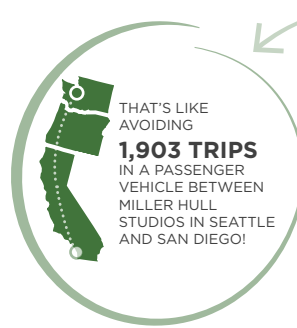 THAT'S LIKE
AVOIDING
1,903 TRIPS
IN A PASSENGER
VEHICLE BETWEEN
MILLER HULL
STUDIOS IN SEATTLE
AND SAN DIEGO!